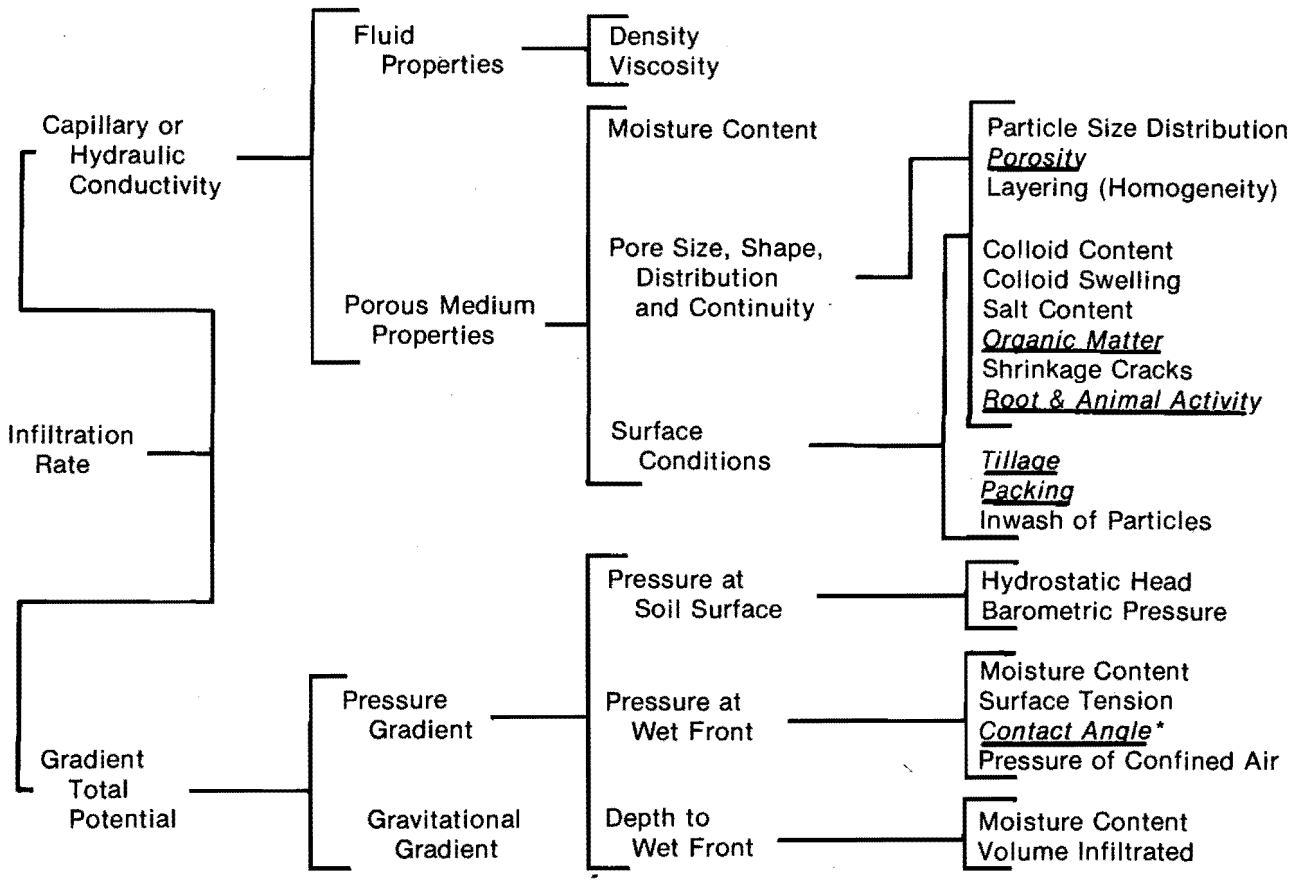 Fluid
Properties
Density
Viscosity
Capillary or
Hydraulic
Conductivity
Moisture Content
Particle Size Distribution
Porosity
Layering (Homogeneity)
Pore Size, Shape,
Distribution
and Continuity
Porous Medium
Properties
Colloid Content
Colloid Swelling
Salt Content
Organic Matter
Shrinkage Cracks
Root & Animal Activity
Infiltration
Rate
Surface
Conditions
Tillage
Packing
Inwash of Particles
Pressure at
Soil Surface
Hydrostatic Head
Barometric Pressure
Pressure
Gradient
Pressure at
Wet Front
Moisture Content
Surface Tension
Contact Angle*
Pressure of Confined Air
Gradient
Total
Potential
Gravitational
Gradient
Depth to
Wet Front
Moisture Content
Volume Infiltrated